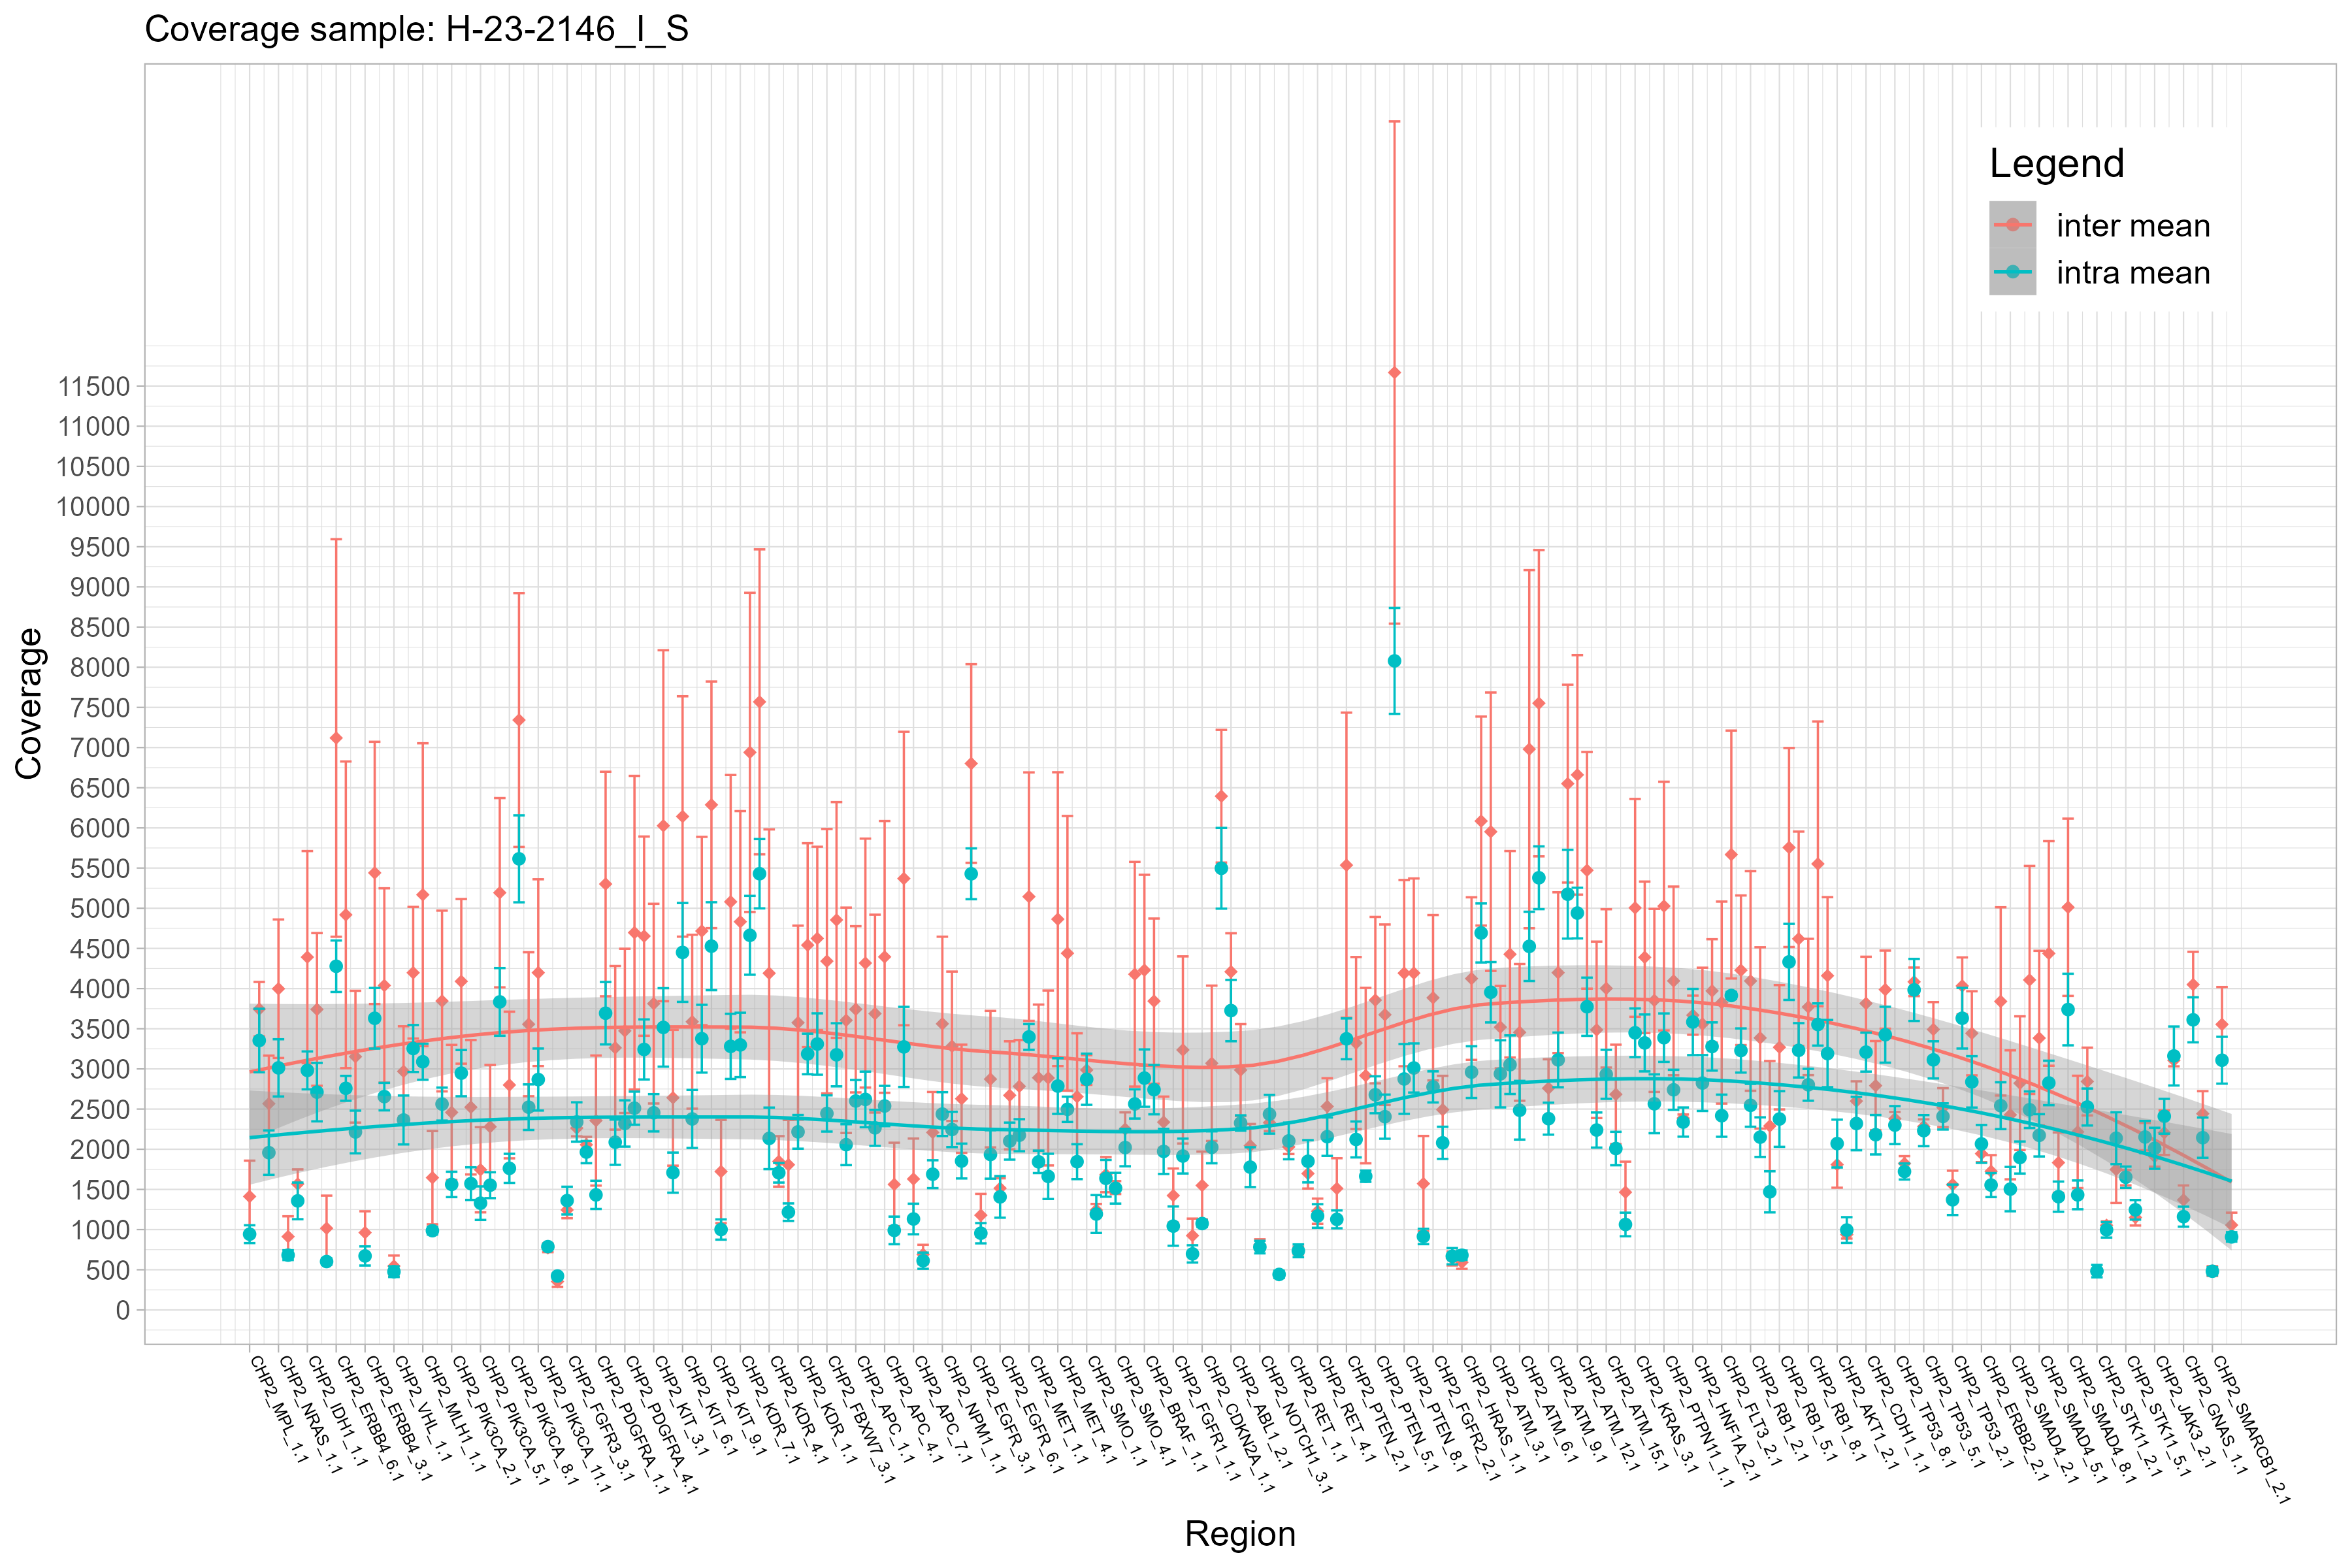 Coverage sample: H-23-2146_I_S
Legend
inter mean
intra mean
Coverage
11500
11000
10500
10000
9500
9000
8500
8000
7500
7000
6500
6000
5500
5000
4500
4000
3500
3000
2500
2000
1500
1000
500
0
CHP2_MPL_1.1
CHP2_NRAS_1.1
CHP2_IDH1_1.1
CHP2_ERBB4_6.1
CHP2_ERBB4_3.1
CHP2_VHL_1.1
CHP2_MLH1_1.1
CHP2_PIK3CA_2.1
CHP2_PIK3CA_5.1
CHP2_PIK3CA_8.1
CHP2_PIK3CA_11.1
CHP2_FGFR3_3.1
CHP2_PDGFRA_1.1
CHP2_PDGFRA_4.1
CHP2_KIT_3.1
CHP2_KIT_6.1
CHP2_KIT_9.1
CHP2_KDR_7.1
CHP2_KDR_4.1
CHP2_KDR_1.1
CHP2_FBXW7_3.1
CHP2_APC_1.1
CHP2_APC_4.1
CHP2_APC_7.1
CHP2_NPM1_1.1
CHP2_EGFR_3.1
CHP2_EGFR_6.1
CHP2_MET_1.1
CHP2_MET_4.1
CHP2_SMO_1.1
CHP2_SMO_4.1
CHP2_BRAF_1.1
CHP2_FGFR1_1.1
CHP2_CDKN2A_1.1
CHP2_ABL1_2.1
CHP2_NOTCH1_3.1
CHP2_RET_1.1
CHP2_RET_4.1
CHP2_PTEN_2.1
CHP2_PTEN_5.1
CHP2_PTEN_8.1
CHP2_FGFR2_2.1
CHP2_HRAS_1.1
CHP2_ATM_3.1
CHP2_ATM_6.1
CHP2_ATM_9.1
CHP2_ATM_12.1
CHP2_ATM_15.1
CHP2_KRAS_3.1
CHP2_PTPN11_1.1
CHP2_HNF1A_2.1
CHP2_FLT3_2.1
CHP2_RB1_2.1
CHP2_RB1_5.1
CHP2_RB1_8.1
CHP2_AKT1_2.1
CHP2_CDH1_1.1
CHP2_TP53_8.1
CHP2_TP53_5.1
CHP2_TP53_2.1
CHP2_ERBB2_2.1
CHP2_SMAD4_2.1
CHP2_SMAD4_5.1
CHP2_SMAD4_8.1
CHP2_STK11_2.1
CHP2_STK11_5.1
CHP2_JAK3_2.1
CHP2_GNAS_1.1
CHP2_SMARCB1_2.1
Region